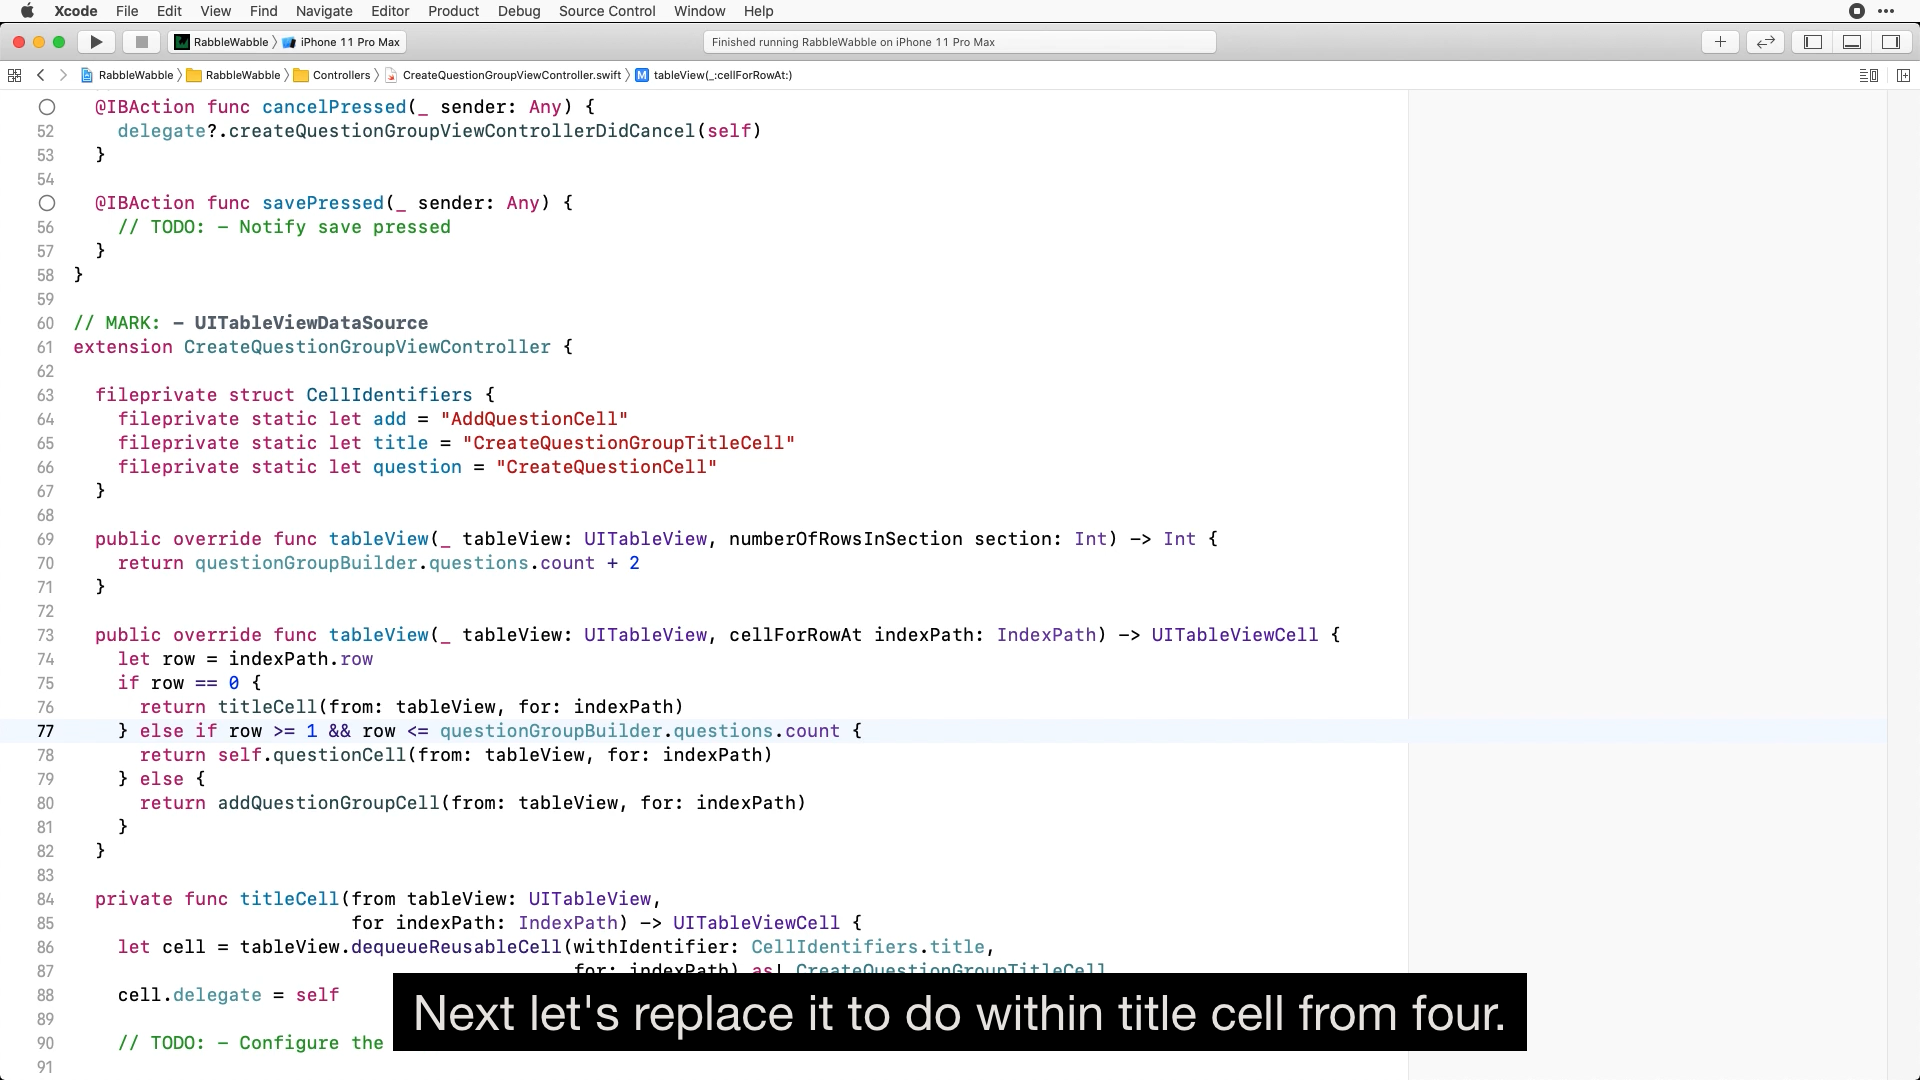 Xcode File Edit View Find Navigate Editor Product Debug Source Control Window Help
RabbleWabble iPhone 11 Pro Max Finished running RabbleWabble on iPhone 11 Pro Max
RabbleWabble RabbleWabble Controllers CreateQuestionGroupViewController.swift M tableView(_:cellForRowAt:)
@IBAction func cancelPressed(_ sender: Any) {
52 delegate?.createQuestionGroupViewControllerDidCancel(self)
53 }
54
@IBAction func savePressed(_ sender: Any) {
56 // TODO: - Notify save pressed
57 }
58 }
59
60 // MARK: - UITableViewDataSource
61 extension CreateQuestionGroupViewController {
62
63 fileprivate struct CellIdentifiers {
64 fileprivate static let add = "AddQuestionCell"
65 fileprivate static let title = "CreateQuestionGroupTitleCell"
66 fileprivate static let question = "CreateQuestionCell"
67 }
68
69 public override func tableView(_ tableView: UITableView, numberOfRowsInSection section: Int) -> Int {
70 return questionGroupBuilder.questions.count + 2
71 }
72
73 public override func tableView(_ tableView: UITableView, cellForRowAt indexPath: IndexPath) -> UITableViewCell {
74 let row = indexPath.row
75 if row == 0 {
76 return titleCell(from: tableView, for: indexPath)
77 } else if row >= 1 && row <= questionGroupBuilder.questions.count {
78 return self.questionCell(from: tableView, for: indexPath)
79 } else {
80 return addQuestionGroupCell(from: tableView, for: indexPath)
81 }
82 }
83
84 private func titleCell(from tableView: UITableView,
85 for indexPath: IndexPath) -> UITableViewCell {
86 let cell = tableView.dequeueReusableCell(withIdentifier: CellIdentifiers.title,
87 for: indexPath) as! CreateQuestionGroupTitleCell
88 cell.delegate = self
89
90 // TODO: - Configure the
91
Next let's replace it to do within title cell from four.